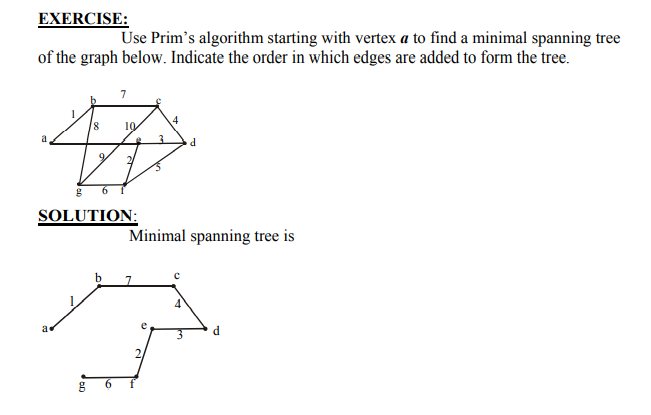 EXERCISE:
Use Prim's algorithm starting with vertex a to find a minimal spanning tree
of the graph below. Indicate the order in which edges are added to form the tree.
7
b c
1 8 10 4
a e 3 d
9 2 5
g 6 f
SOLUTION:
Minimal spanning tree is
b 7 c
1 4
a e 3 d
2
g 6 f